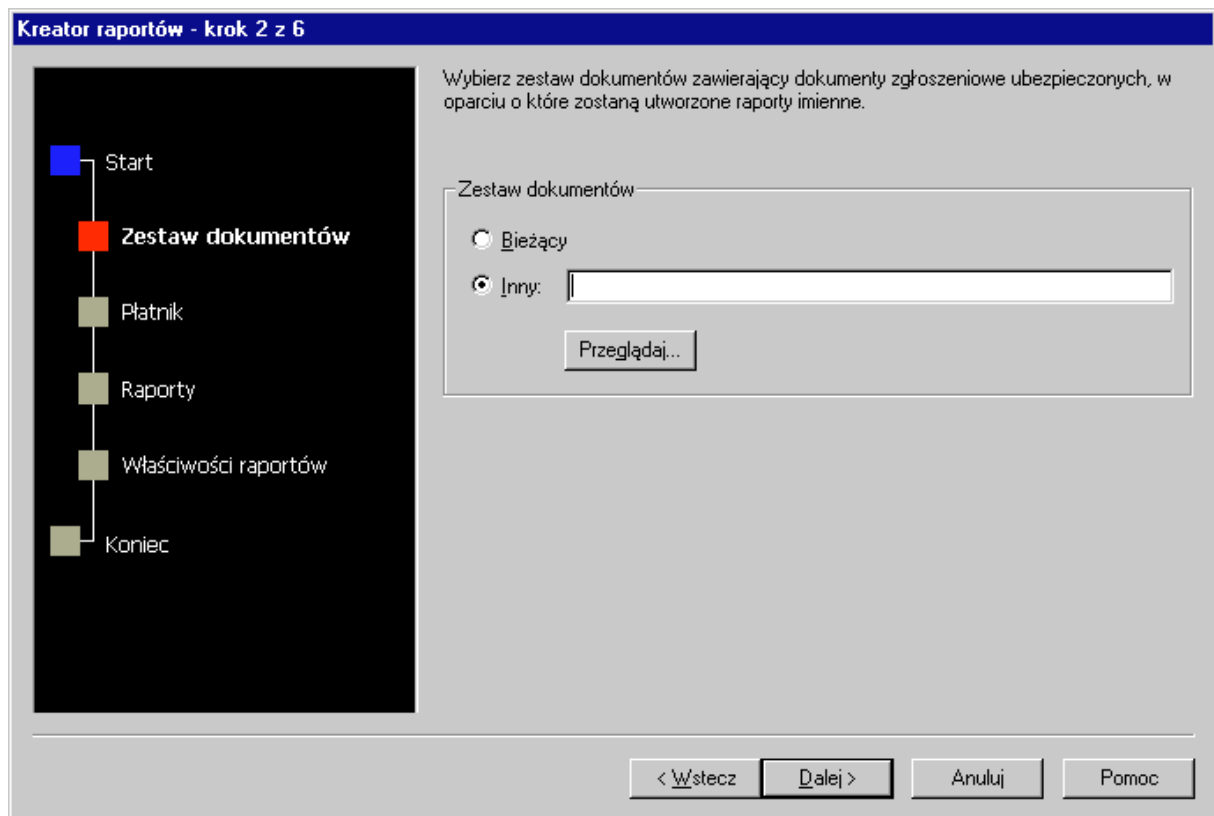 Kreator raportów - krok 2 z 6
Wybierz zestaw dokumentów zawierający dokumenty zgłoszeniowe ubezpieczonych, w
oparciu o które zostaną utworzone raporty imienne.
Start
Zestaw dokumentów
Płatnik
Raporty
Właściwości raportów
Koniec
Zestaw dokumentów
Bieżący
Inny:
Przeglądaj...
< Wstecz
Dalej >
Anuluj
Pomoc